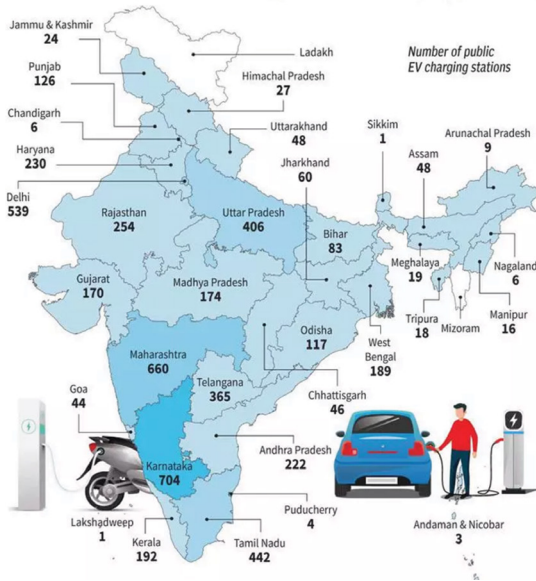 Jammu & Kashmir
24
Ladakh
Number of public
EV charging stations
Punjab
126
Himachal Pradesh
27
Chandigarh
6
Uttarakhand
48
Sikkim
1
Arunachal Pradesh
9
Haryana
230
Jharkhand
60
Assam
48
Delhi
539
Rajasthan
254
Uttar Pradesh
406
Bihar
83
Meghalaya
19
Nagaland
6
Gujarat
170
Madhya Pradesh
174
Tripura
18
Mizoram
Manipur
16
Odisha
117
West
Bengal
189
Maharashtra
660
Telangana
365
Chhattisgarh
46
Goa
44
Andhra Pradesh
222
Karnataka
704
Puducherry
4
Lakshadweep
1
Kerala
192
Tamil Nadu
442
Andaman & Nicobar
3